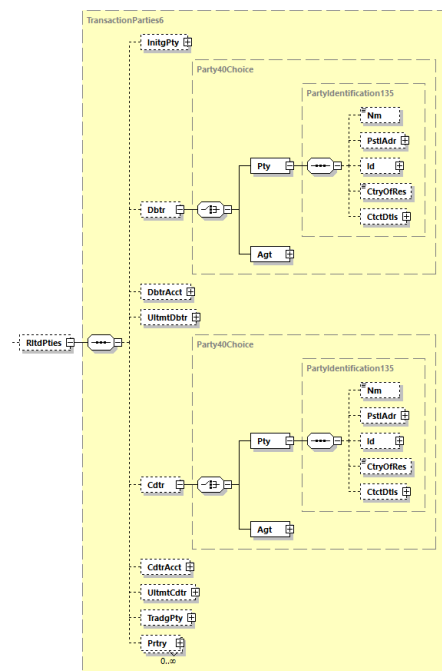 TransactionParties6
InitgPty
Party40Choice
PartyIdentification135
Nm
PstlAdr
Pty
Id
CtryOfRes
Dbtr
CtctDtls
Agt
DbtrAcct
UltmtDbtr
RltdPties
Party40Choice
PartyIdentification135
Nm
PstlAdr
Pty
Id
CtryOfRes
Cdtr
CtctDtls
Agt
CdtrAcct
UltmtCdtr
TradgPty
Prtry
0..∞